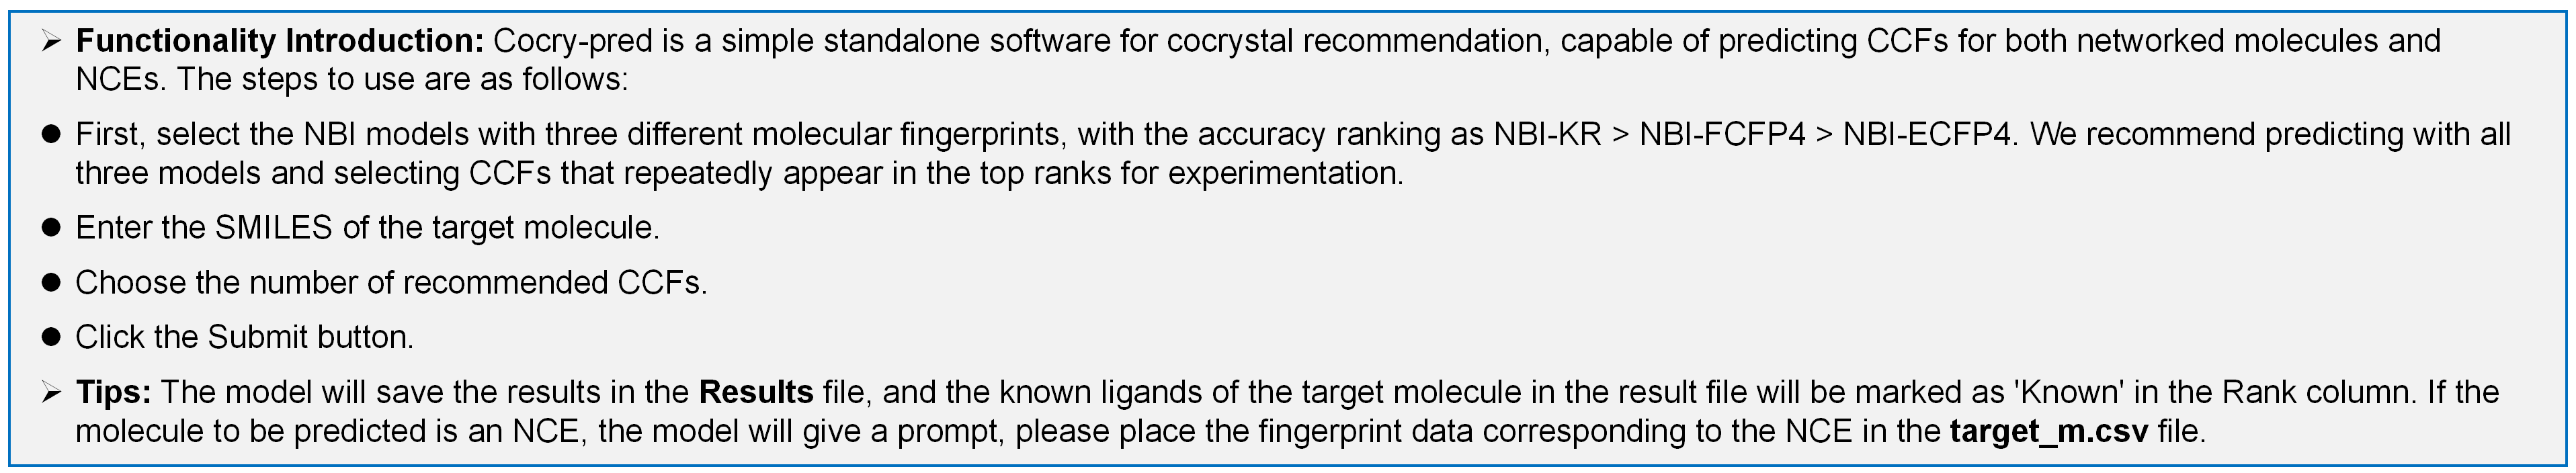 ➢ Functionality Introduction: Cocry-pred is a simple standalone software for cocrystal recommendation, capable of predicting CCFs for both networked molecules and
NCEs. The steps to use are as follows:
● First, select the NBI models with three different molecular fingerprints, with the accuracy ranking as NBI-KR > NBI-FCFP4 > NBI-ECFP4. We recommend predicting with all
three models and selecting CCFs that repeatedly appear in the top ranks for experimentation.
● Enter the SMILES of the target molecule.
● Choose the number of recommended CCFs.
● Click the Submit button.
➢ Tips: The model will save the results in the Results file, and the known ligands of the target molecule in the result file will be marked as 'Known' in the Rank column. If the
molecule to be predicted is an NCE, the model will give a prompt, please place the fingerprint data corresponding to the NCE in the target_m.csv file.